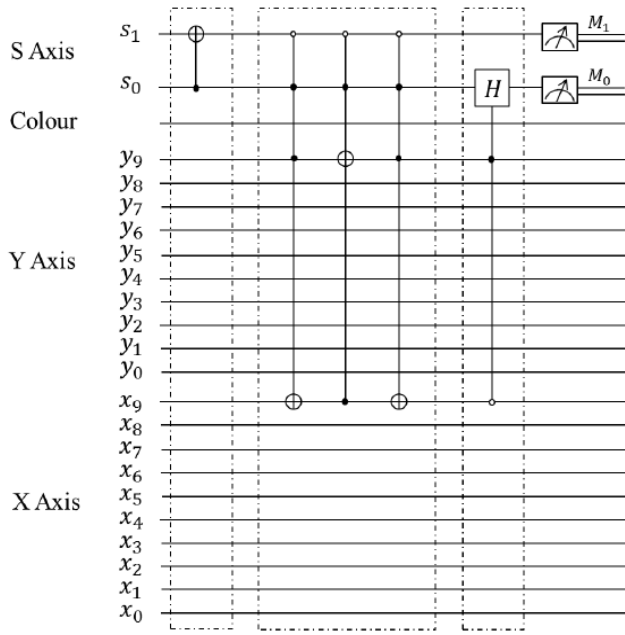 s₁
M₁
S Axis
s₀
H
M₀
Colour
y₉
y₈
y₇
y₆
Y Axis
y₅
y₄
y₃
y₂
y₁
y₀
x₉
x₈
x₇
x₆
X Axis
x₅
x₄
x₃
x₂
x₁
x₀